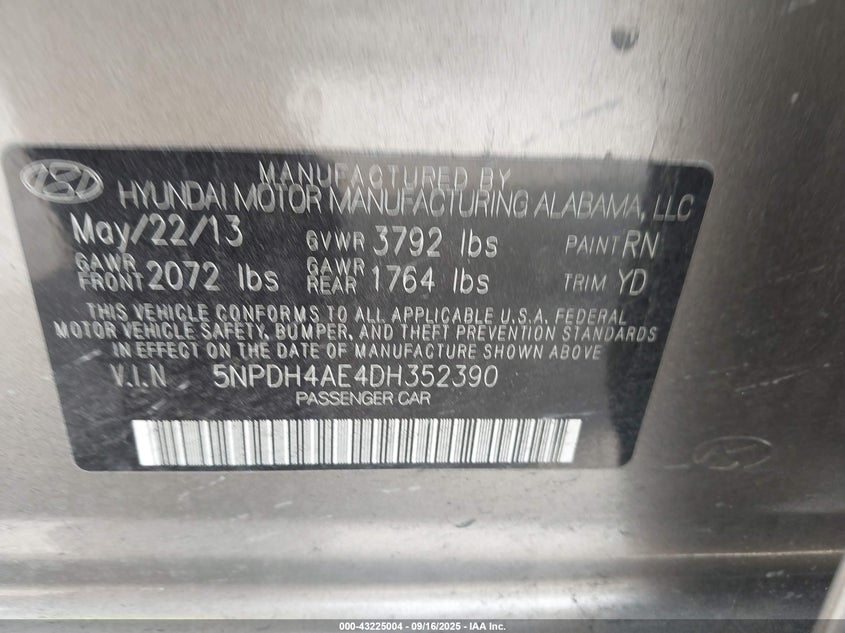 MANUFACTURED BY
HYUNDAI MOTOR MANUFACTURING ALABAMA, LLC
May/22/13 GVWR 3792 lbs PAINT RN
GAWR FRONT 2072 lbs GAWR REAR 1764 lbs TRIM YD
THIS VEHICLE CONFORMS TO ALL APPLICABLE U.S.A. FEDERAL
MOTOR VEHICLE SAFETY, BUMPER, AND THEFT PREVENTION STANDARDS
IN EFFECT ON THE DATE OF MANUFACTURE SHOWN ABOVE
V.I.N 5NPDH4AE4DH352390
PASSENGER CAR
000-43225004 - 09/16/2025 - IAA Inc.